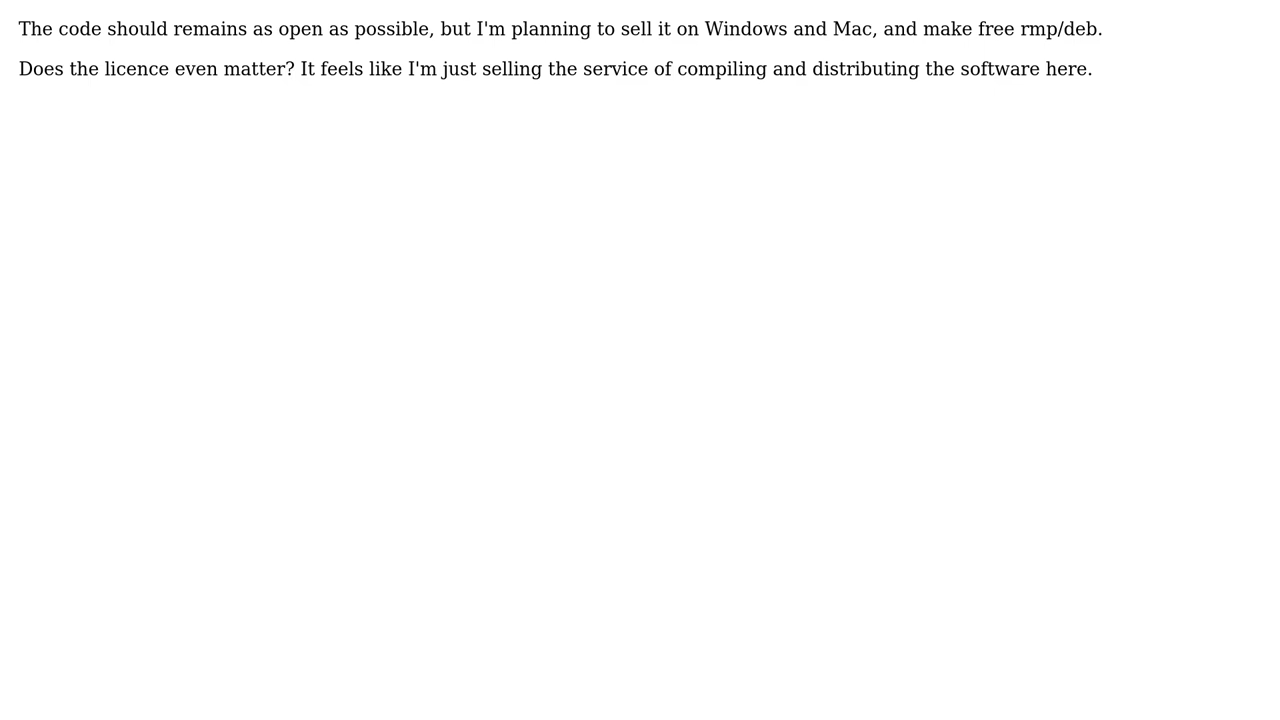 The code should remains as open as possible, but I'm planning to sell it on Windows and Mac, and make free rmp/deb.
Does the licence even matter? It feels like I'm just selling the service of compiling and distributing the software here.